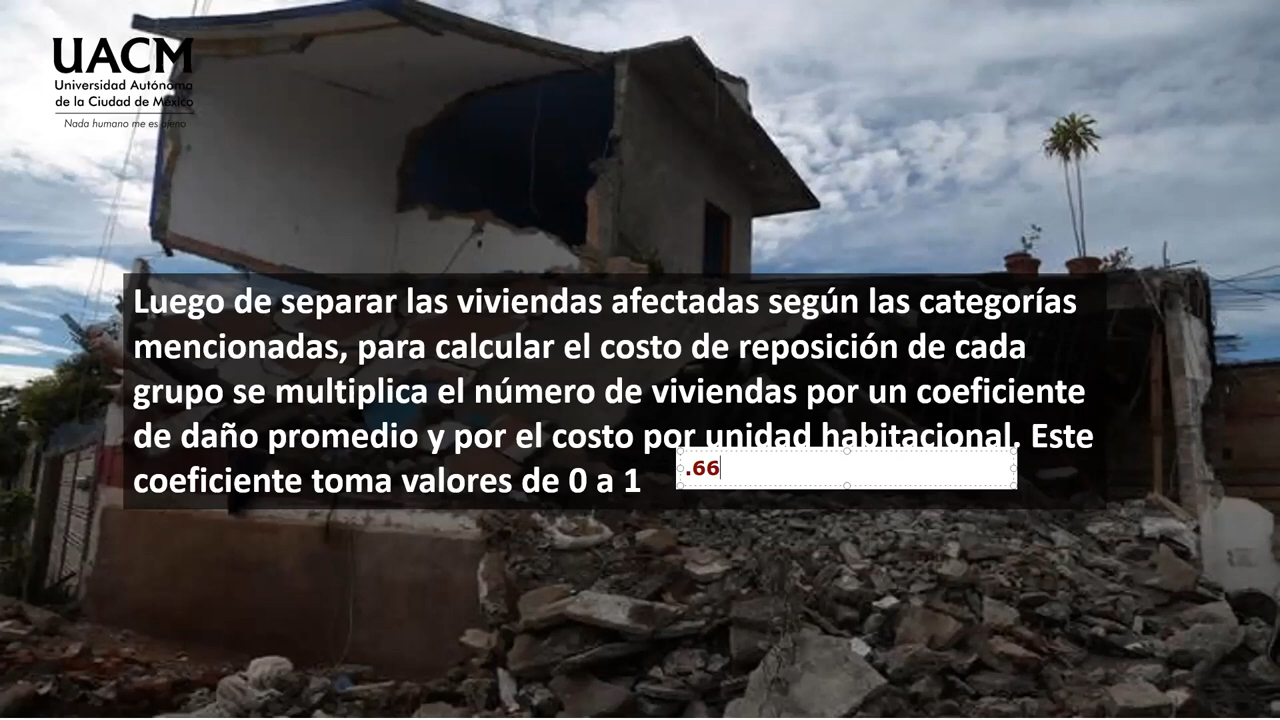 UACM
Universidad Autónoma
de la Ciudad de México
Nada humano me es ajeno
Luego de separar las viviendas afectadas según las categorías
mencionadas, para calcular el costo de reposición de cada
grupo se multiplica el número de viviendas por un coeficiente
de daño promedio y por el costo por unidad habitacional. Este
coeficiente toma valores de 0 a 1
.66